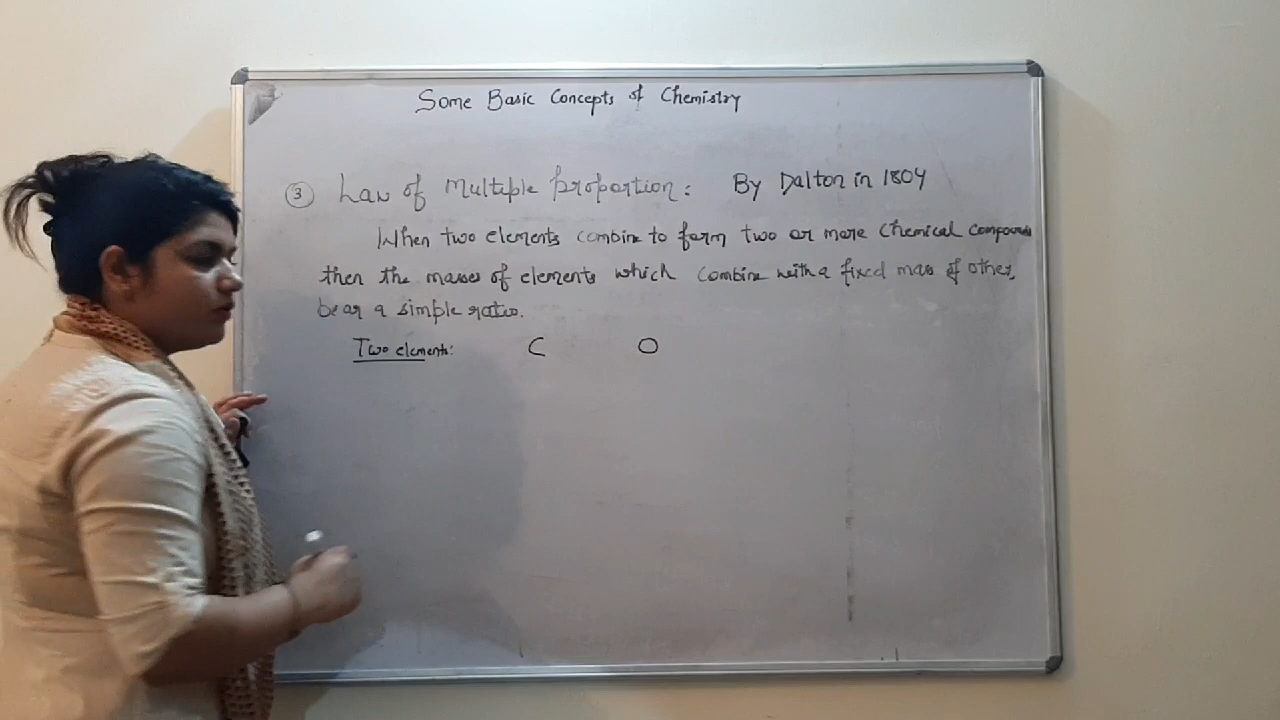 Some Basic Concepts of Chemistry
③ Law of Multiple proportion: By Dalton in 1804
When two elements combine to form two or more chemical compounds
then the masses of elements which combine with a fixed mass of other,
bear a simple ratio.
Two elements: C O